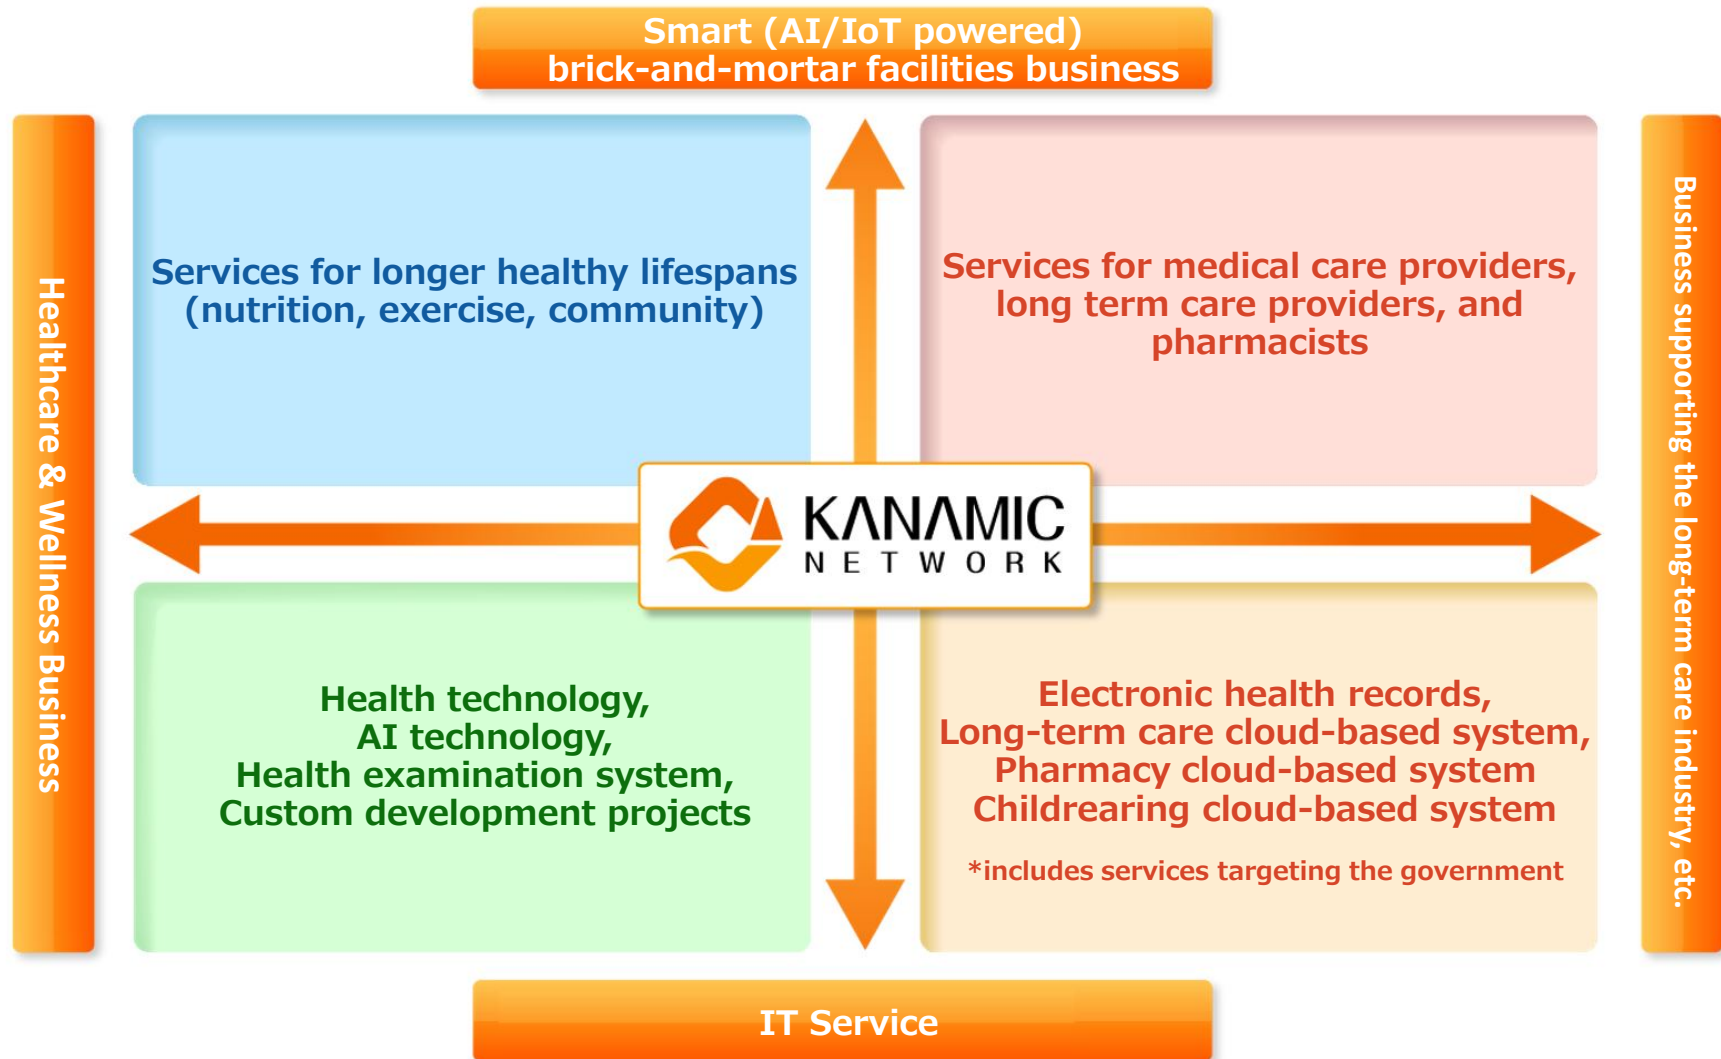 Smart (AI/IoT powered)
brick-and-mortar facilities business
Healthcare & Wellness Business
Services for longer healthy lifespans
(nutrition, exercise, community)
Services for medical care providers,
long term care providers, and
pharmacists
Business supporting the long-term care industry, etc.
KANAMIC
NETWORK
Health technology,
AI technology,
Health examination system,
Custom development projects
Electronic health records,
Long-term care cloud-based system,
Pharmacy cloud-based system
Childrearing cloud-based system
*includes services targeting the government
IT Service